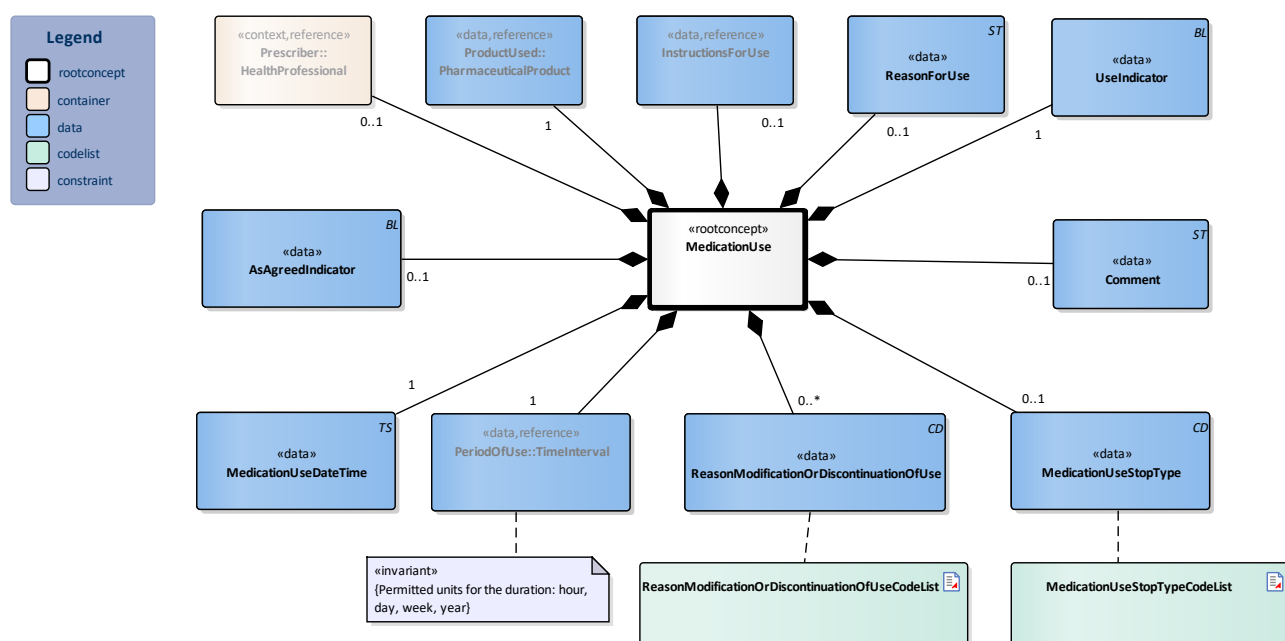 Legend
rootconcept
container
data
codelist
constraint
«context,reference»
Prescriber::
HealthProfessional
0..1
«data,reference»
ProductUsed::
PharmaceuticalProduct
1
«data,reference»
InstructionsForUse
0..1
ST
«data»
ReasonForUse
0..1
BL
«data»
UseIndicator
1
«rootconcept»
MedicationUse
BL
«data»
AsAgreedIndicator
0..1
ST
«data»
Comment
0..1
1
TS
«data»
MedicationUseDateTime
1
«data,reference»
PeriodOfUse::TimeInterval
0..*
CD
«data»
ReasonModificationOrDiscontinuationOfUse
0..1
CD
«data»
MedicationUseStopType
«invariant»
{Permitted units for the duration: hour,
day, week, year}
ReasonModificationOrDiscontinuationOfUseCodeList
MedicationUseStopTypeCodeList